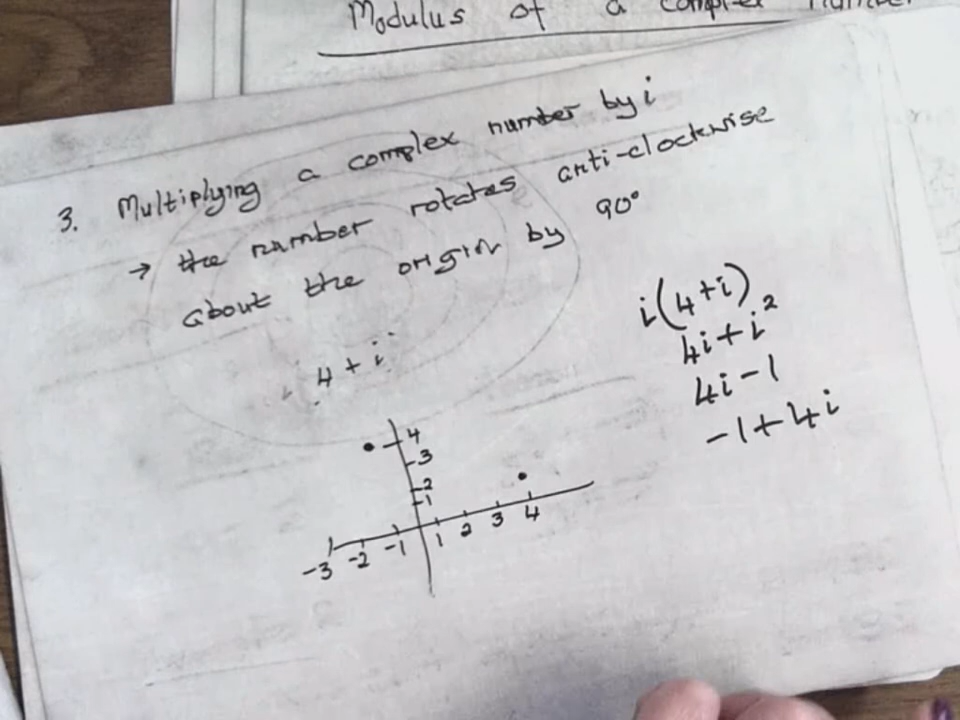 Modulus of a complex number
3. Multiplying a complex number by i
→ the number rotates anti-clockwise
about the origin by 90°
4 + i
i(4+i)
4i+i²
4i-1
-1+4i
4
3
2
1
-3 -2 -1 1 2 3 4